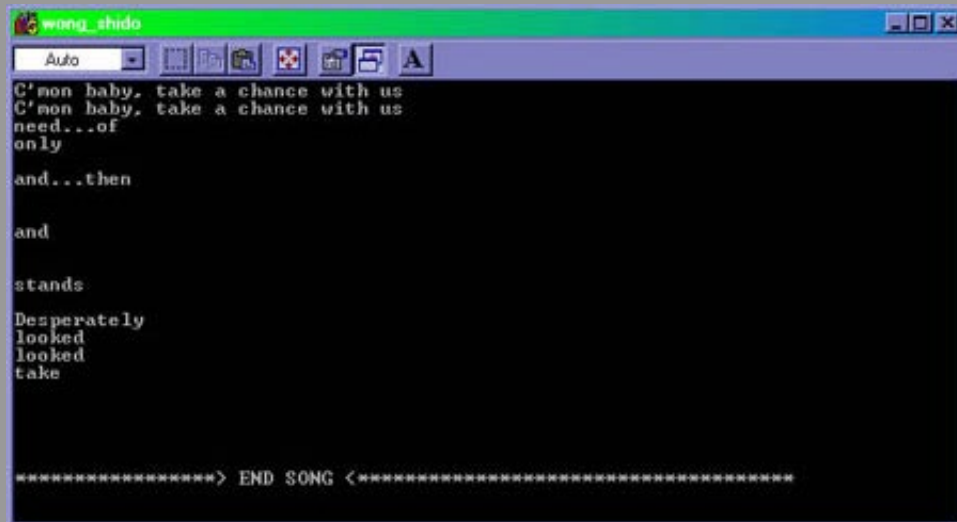 wong_shido
Auto
A
C'mon baby, take a chance with us
C'mon baby, take a chance with us
need...of
only
and...then
and
stands
Desperately
looked
looked
take
*****************> END SONG <*************************************